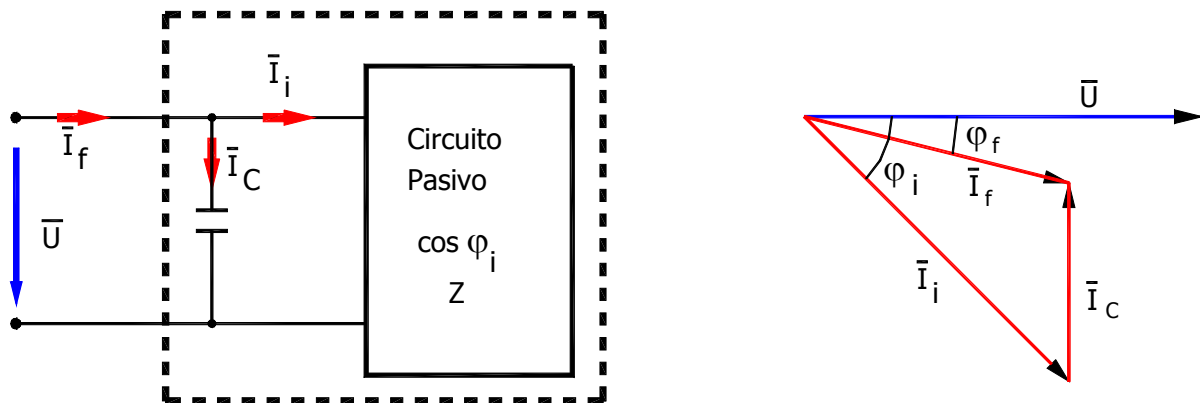 Ī_f
Ī_i
Ī_C
Ū
Circuito
Pasivo
cos φ_i
Z
Ū
φ_f
φ_i
Ī_f
Ī_i
Ī_C